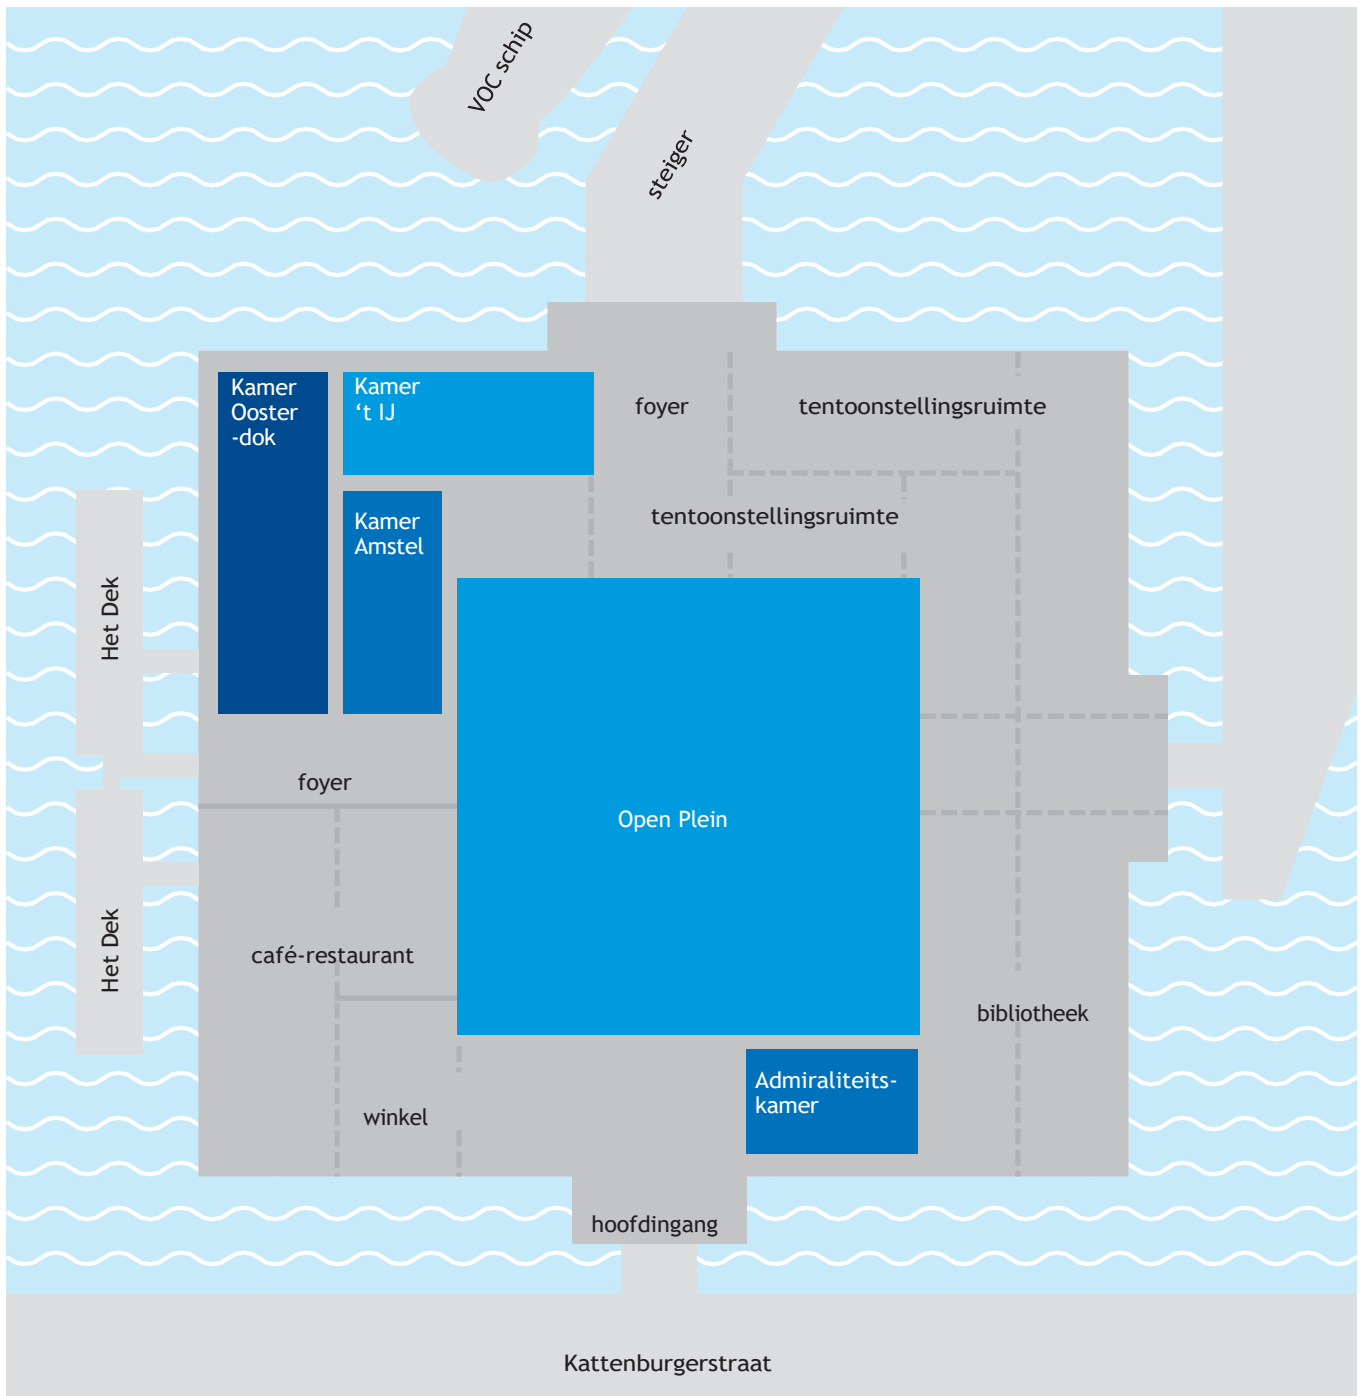 VOC schip
steiger
Kamer
Ooster
-dok
Kamer
‘t IJ
foyer
tentoonstellingsruimte
Kamer
Amstel
tentoonstellingsruimte
Het Dek
foyer
Open Plein
Het Dek
café-restaurant
bibliotheek
Admiraliteits-
kamer
winkel
hoofdingang
Kattenburgerstraat